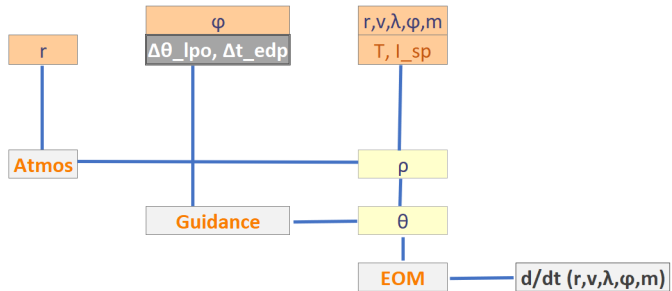 φ
r,v,λ,φ,m
r
Δθ_lpo, Δt_edp
T, I_sp
Atmos
ρ
Guidance
θ
EOM
d/dt (r,v,λ,φ,m)